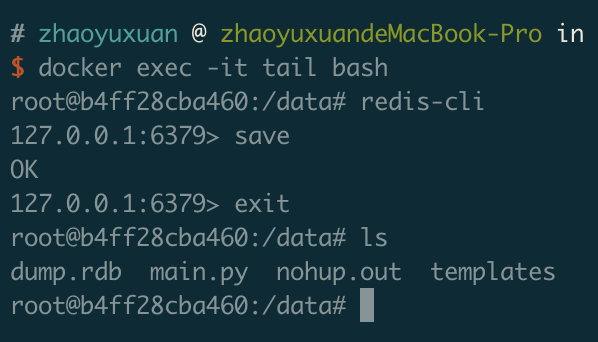 # zhaoyuxuan @ zhaoyuxuandeMacBook-Pro in
$ docker exec -it tail bash
root@b4ff28cba460:/data# redis-cli
127.0.0.1:6379> save
OK
127.0.0.1:6379> exit
root@b4ff28cba460:/data# ls
dump.rdb  main.py  nohup.out  templates
root@b4ff28cba460:/data#